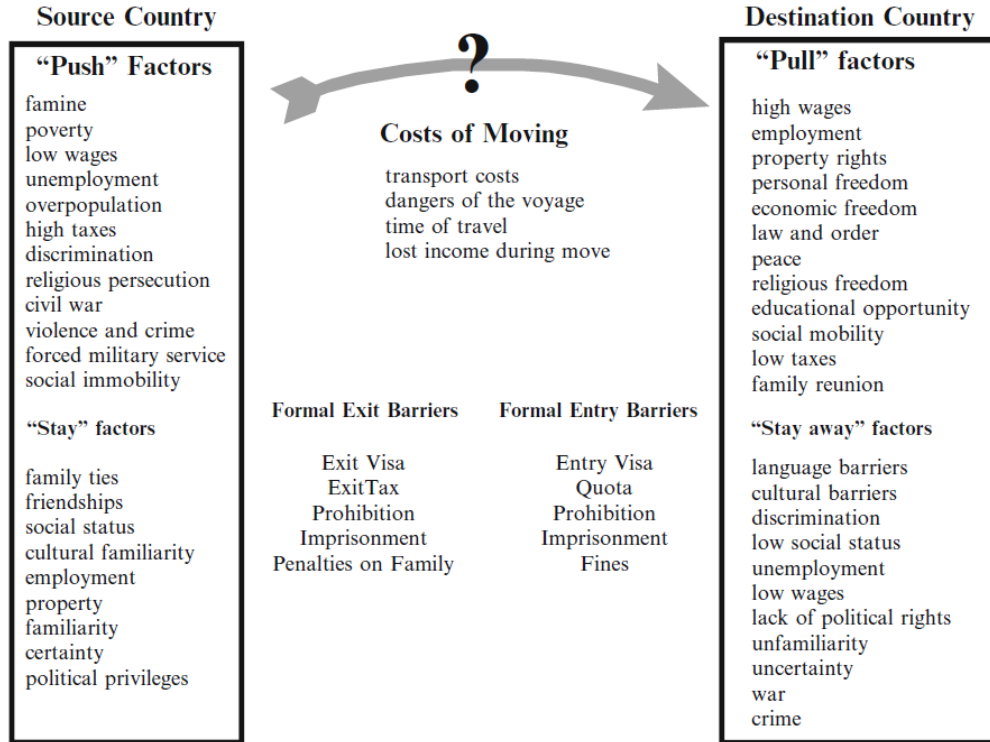 Source Country
“Push” Factors
famine
poverty
low wages
unemployment
overpopulation
high taxes
discrimination
religious persecution
civil war
violence and crime
forced military service
social immobility
“Stay” factors
family ties
friendships
social status
cultural familiarity
employment
property
familiarity
certainty
political privileges
?
Costs of Moving
transport costs
dangers of the voyage
time of travel
lost income during move
Formal Exit Barriers
Exit Visa
ExitTax
Prohibition
Imprisonment
Penalties on Family
Formal Entry Barriers
Entry Visa
Quota
Prohibition
Imprisonment
Fines
Destination Country
“Pull” factors
high wages
employment
property rights
personal freedom
economic freedom
law and order
peace
religious freedom
educational opportunity
social mobility
low taxes
family reunion
“Stay away” factors
language barriers
cultural barriers
discrimination
low social status
unemployment
low wages
lack of political rights
unfamiliarity
uncertainty
war
crime